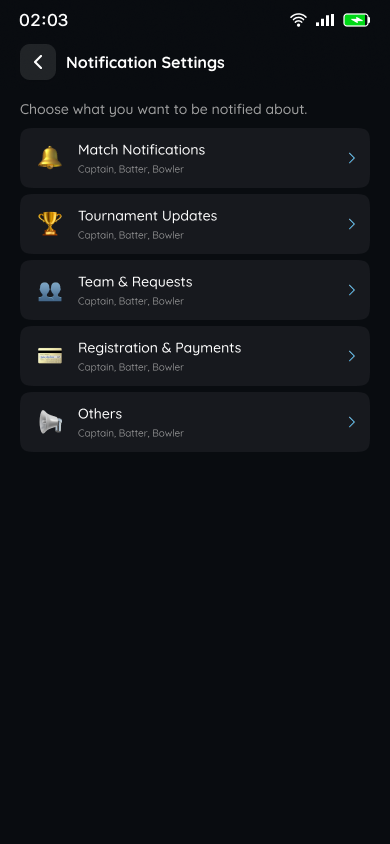 02:03
Notification Settings
Choose what you want to be notified about.
Match Notifications
Captain, Batter, Bowler
Tournament Updates
Captain, Batter, Bowler
Team & Requests
Captain, Batter, Bowler
Registration & Payments
Captain, Batter, Bowler
Others
Captain, Batter, Bowler